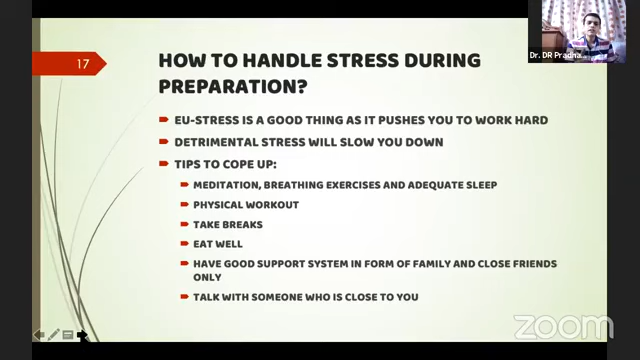 17
HOW TO HANDLE STRESS DURING
PREPARATION?
EU-STRESS IS A GOOD THING AS IT PUSHES YOU TO WORK HARD
DETRIMENTAL STRESS WILL SLOW YOU DOWN
TIPS TO COPE UP:
MEDITATION, BREATHING EXERCISES AND ADEQUATE SLEEP
PHYSICAL WORKOUT
TAKE BREAKS
EAT WELL
HAVE GOOD SUPPORT SYSTEM IN FORM OF FAMILY AND CLOSE FRIENDS
ONLY
TALK WITH SOMEONE WHO IS CLOSE TO YOU
Dr. DR Pradha
zoom